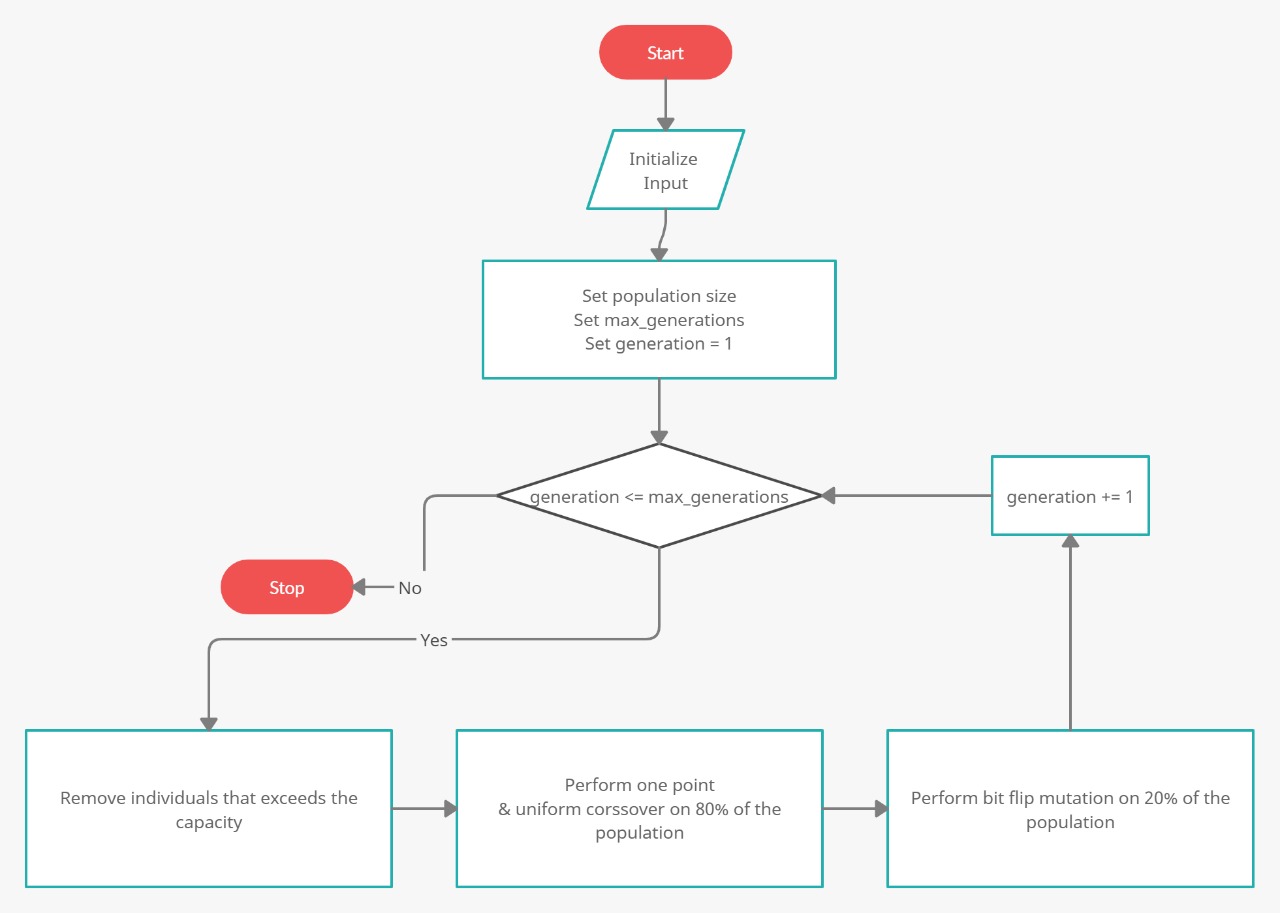 Start
Initialize
Input
Set population size
Set max_generations
Set generation = 1
generation <= max_generations
generation += 1
No
Stop
Yes
Remove individuals that exceeds the
capacity
Perform one point
& uniform corssover on 80% of the
population
Perform bit flip mutation on 20% of the
population